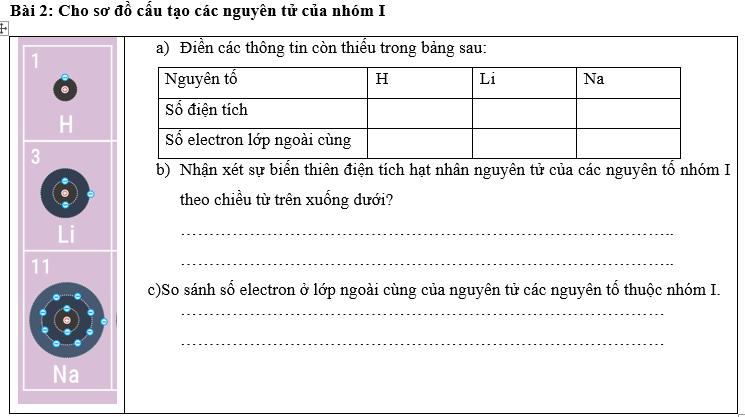 Bài 2: Cho sơ đồ cấu tạo các nguyên tử của nhóm I
1
H
3
Li
11
Na
a) Điền các thông tin còn thiếu trong bảng sau:
Nguyên tố H Li Na
Số điện tích
Số electron lớp ngoài cùng
b) Nhận xét sự biến thiên điện tích hạt nhân nguyên tử của các nguyên tố nhóm I
theo chiều từ trên xuống dưới?
c)So sánh số electron ở lớp ngoài cùng của nguyên tử các nguyên tố thuộc nhóm I.